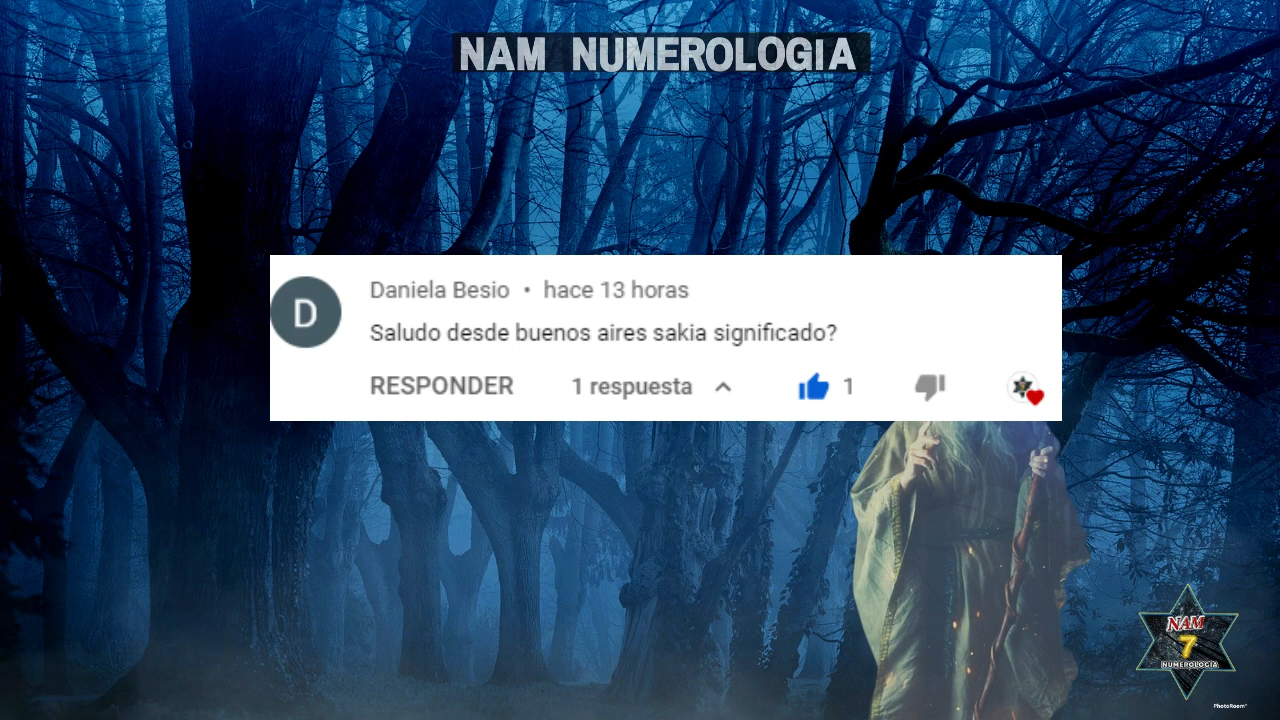 NAM NUMEROLOGIA
D
Daniela Besio • hace 13 horas
Saludo desde buenos aires sakia significado?
RESPONDER 1 respuesta 1
NAM
7
NUMEROLOGÍA
PhotoRoom